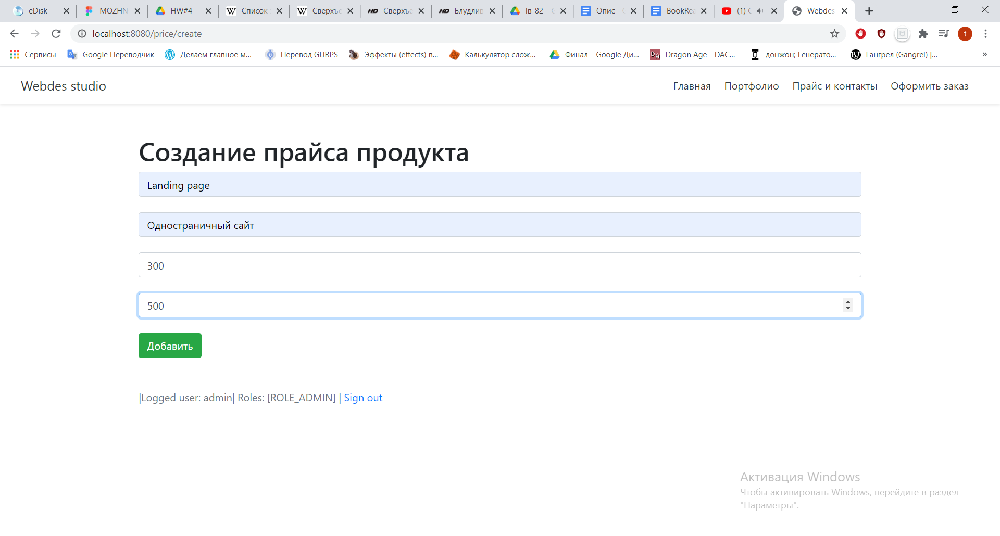 eDisk MOZHN HW#4 – Список Сверхъе Сверхъе Блудлив Ів-82 – С Опис - BookRea (1) Webdes
localhost:8080/price/create
t
Сервисы Google Переводчик Делаем главное м... Перевод GURPS Эффекты (effects) в... Калькулятор слож... Финал – Google Ди... Dragon Age - DAC... донжон; Генерато... Гангрел (Gangrel) |... »
Webdes studio Главная Портфолио Прайс и контакты Оформить заказ
Создание прайса продукта
Landing page
Одностраничный сайт
300
500
Добавить
|Logged user: admin| Roles: [ROLE_ADMIN] | Sign out
Активация Windows
Чтобы активировать Windows, перейдите в раздел
"Параметры".